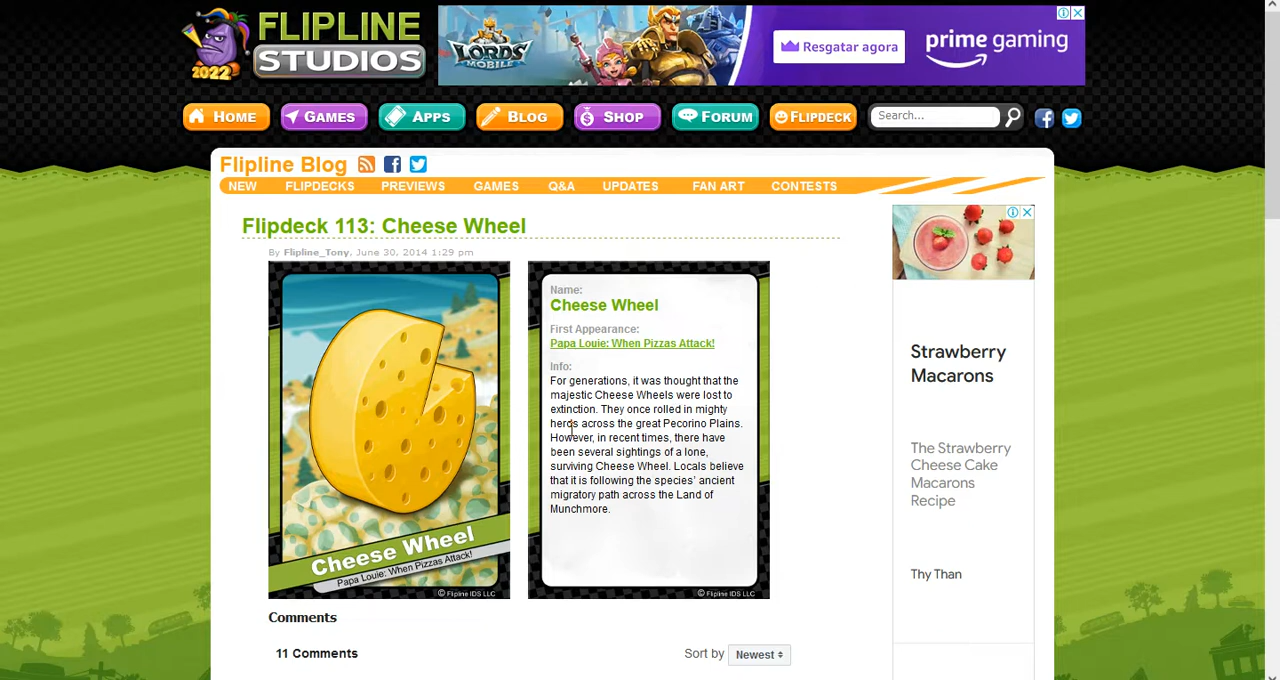 FLIPLINE
STUDIOS
2022
LORDS
MOBILE
Resgatar agora
prime gaming
HOME
GAMES
APPS
BLOG
SHOP
FORUM
FLIPDECK
Search...
Flipline Blog
NEW FLIPDECKS PREVIEWS GAMES Q&A UPDATES FAN ART CONTESTS
Flipdeck 113: Cheese Wheel
By Flipline_Tony, June 30, 2014 1:29 pm
Cheese Wheel
Papa Louie: When Pizzas Attack!
© Flipline IDS LLC
Name:
Cheese Wheel
First Appearance:
Papa Louie: When Pizzas Attack!
Info:
For generations, it was thought that the
majestic Cheese Wheels were lost to
extinction. They once rolled in mighty
herds across the great Pecorino Plains.
However, in recent times, there have
been several sightings of a lone,
surviving Cheese Wheel. Locals believe
that it is following the species' ancient
migratory path across the Land of
Munchmore.
© Flipline IDS LLC
Comments
11 Comments
Sort by Newest
Strawberry
Macarons
The Strawberry
Cheese Cake
Macarons
Recipe
Thy Than